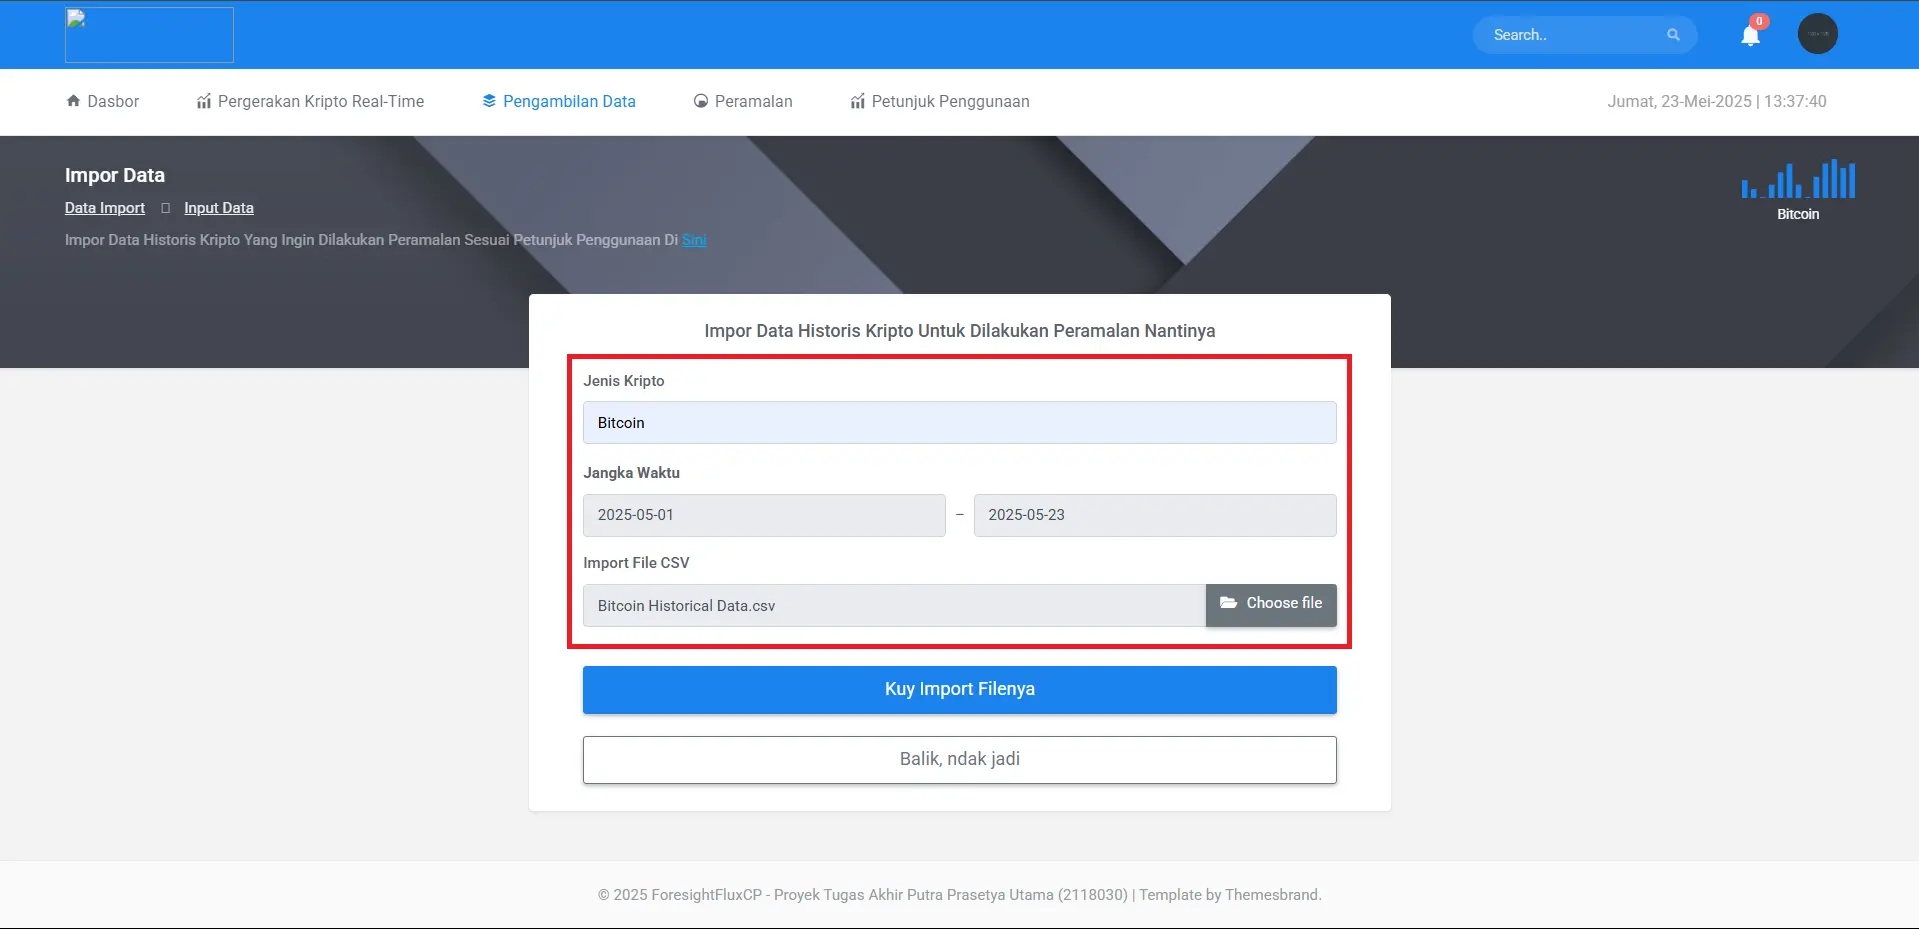 Search..
0
Dasbor
Pergerakan Kripto Real-Time
Pengambilan Data
Peramalan
Petunjuk Penggunaan
Jumat, 23-Mei-2025 | 13:37:40
Impor Data
Data Import
Input Data
Impor Data Historis Kripto Yang Ingin Dilakukan Peramalan Sesuai Petunjuk Penggunaan Di Sini
Bitcoin
Impor Data Historis Kripto Untuk Dilakukan Peramalan Nantinya
Jenis Kripto
Bitcoin
Jangka Waktu
2025-05-01 – 2025-05-23
Import File CSV
Bitcoin Historical Data.csv
Choose file
Kuy Import Filenya
Balik, ndak jadi
© 2025 ForesightFluxCP - Proyek Tugas Akhir Putra Prasetya Utama (2118030) | Template by Themesbrand.